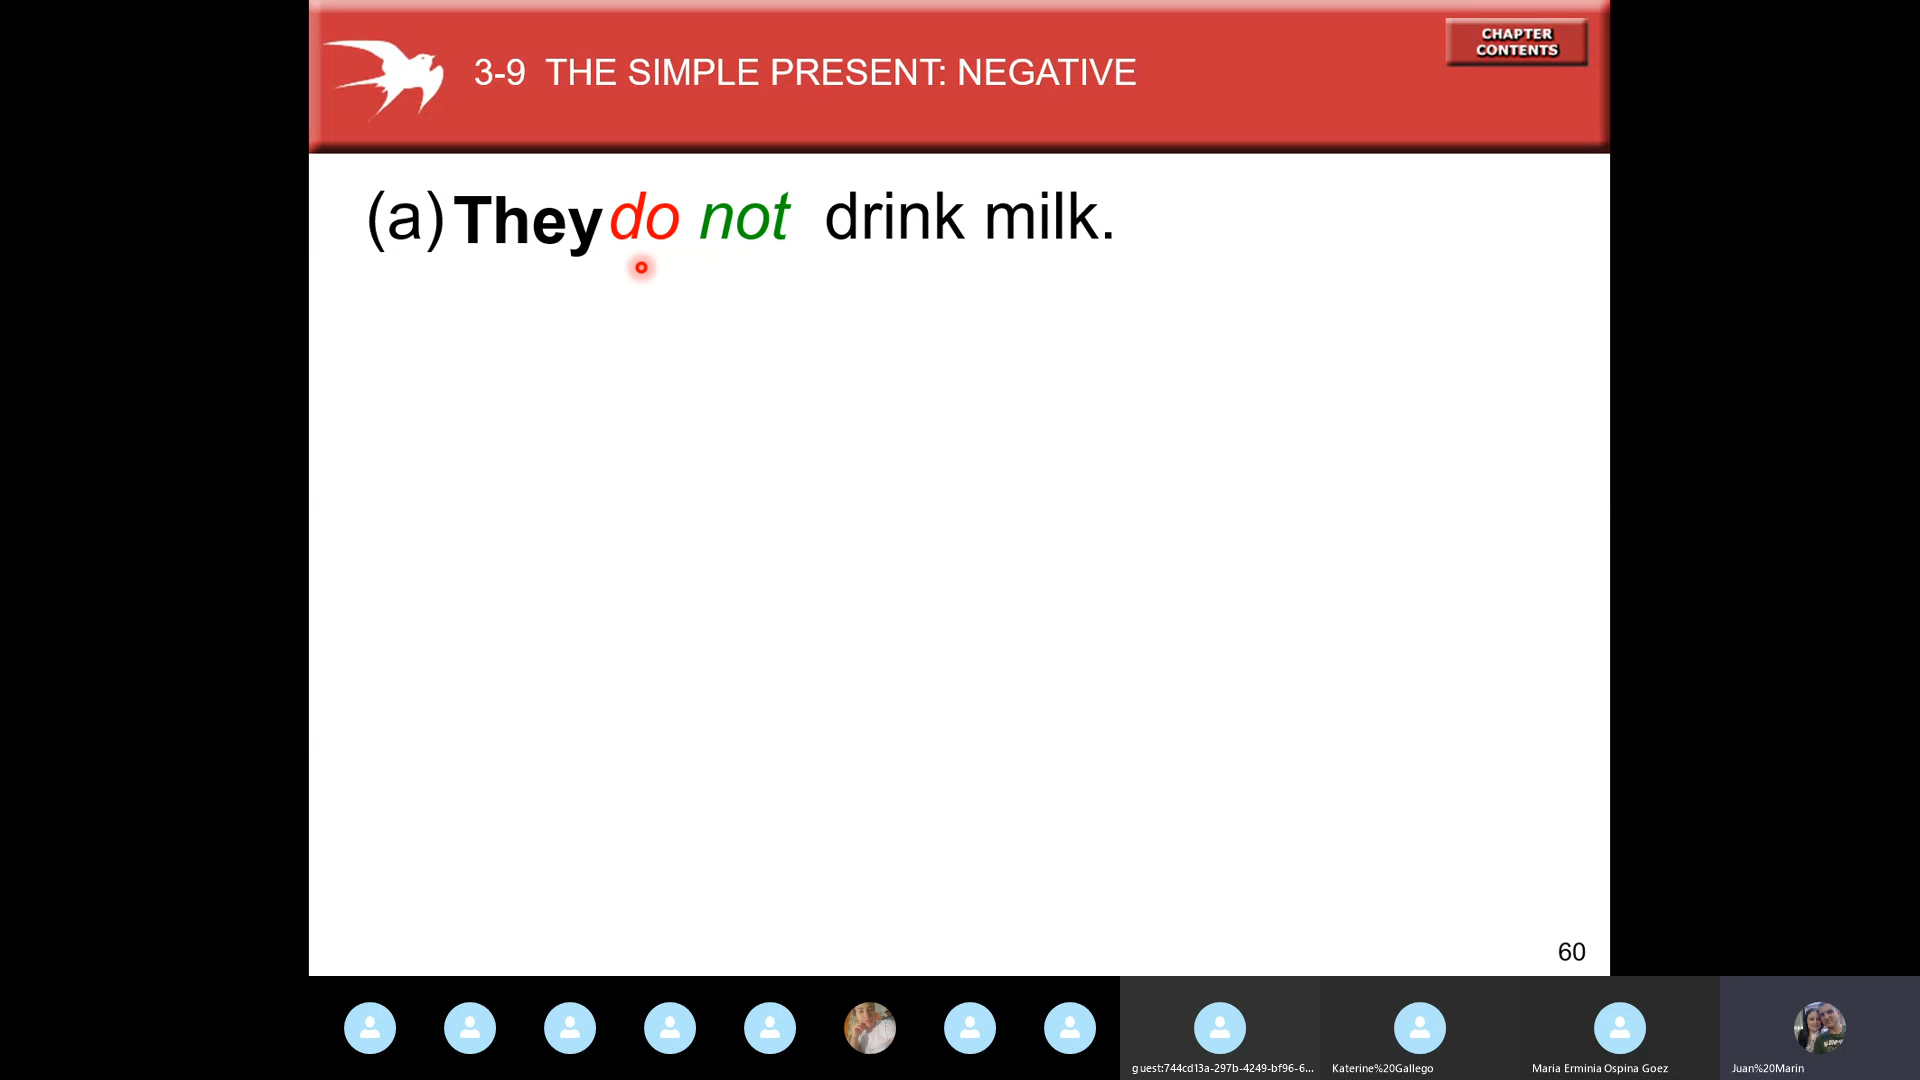 CHAPTER
CONTENTS
3-9 THE SIMPLE PRESENT: NEGATIVE
(a) They do not drink milk.
60
guest:744cd13a-297b-4249-bf96-6...
Katerine%20Gallego
Maria Erminia Ospina Goez
Juan%20Marin